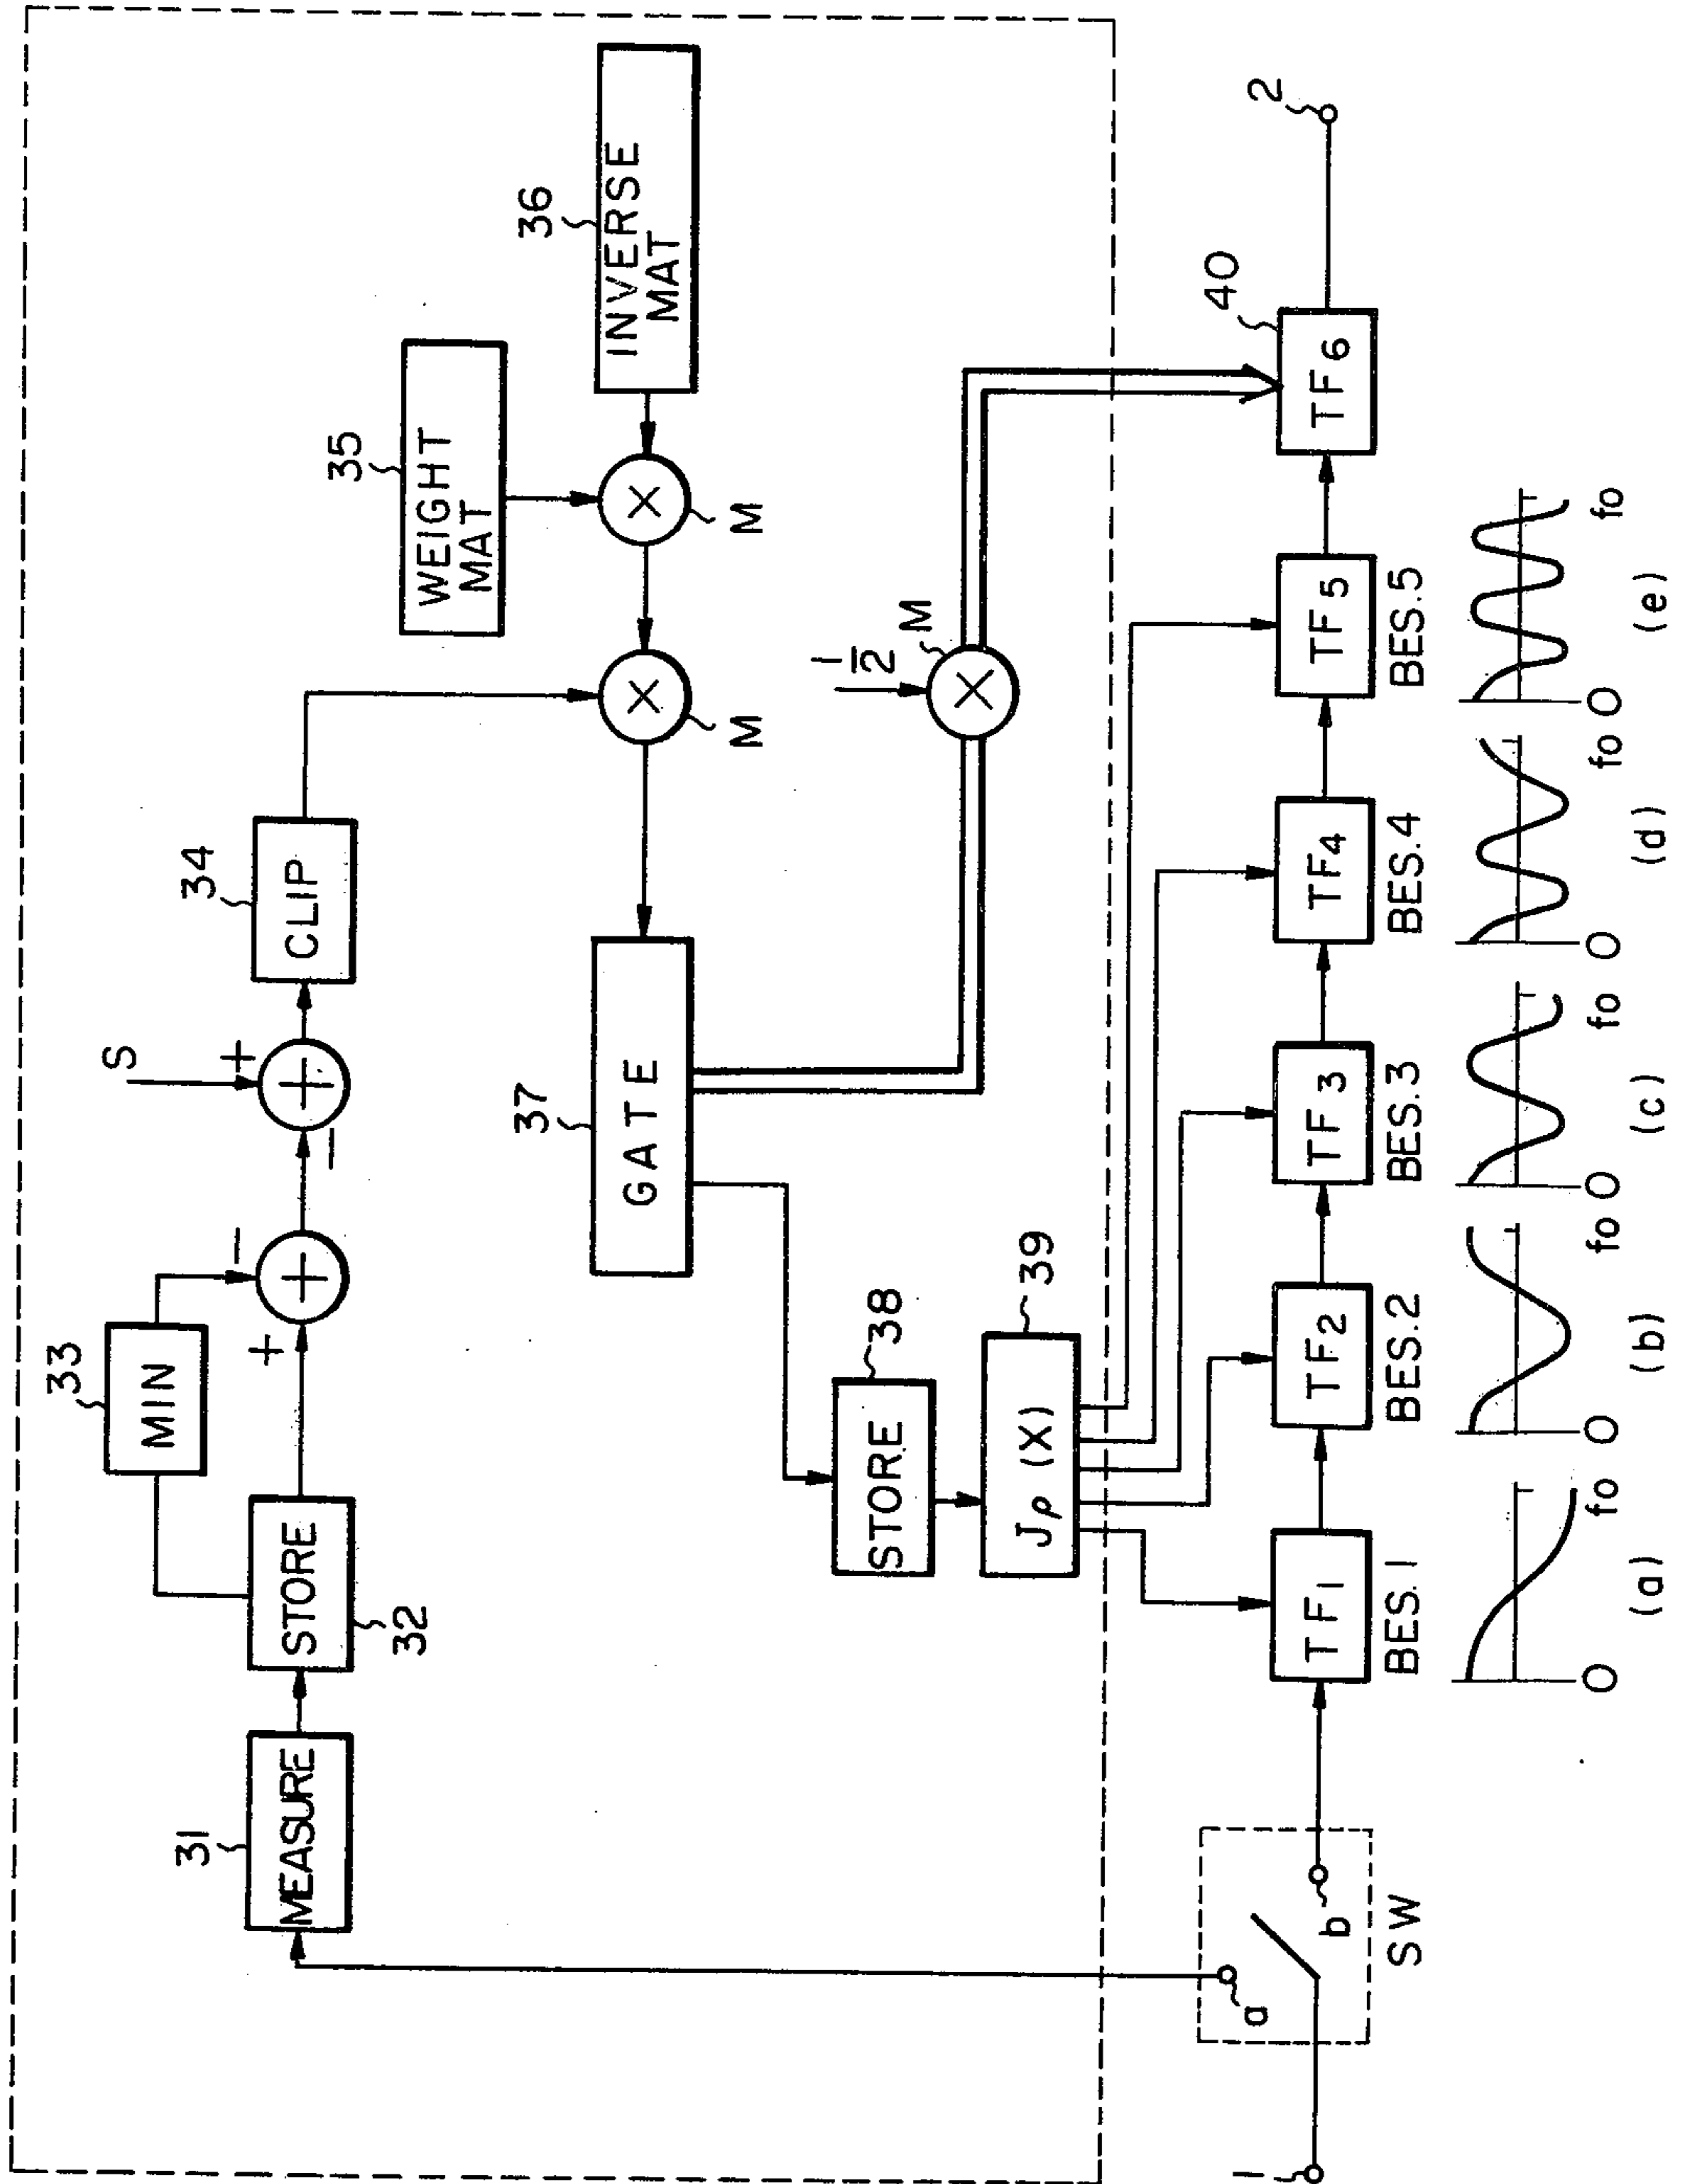 33
MIN
31
MEASURE
32
STORE
+
−
S
+
−
34
CLIP
35
WEIGHT
MAT
36
INVERSE
MAT
M
M
37
GATE
1/2
M
38
STORE
39
Jρ (X)
1
a
b
SW
TF1
TF2
TF3
TF4
TF5
40
TF6
2
BES.1
BES.2
BES.3
BES.4
BES.5
0 fo
0 fo
0 fo
0 fo
0 fo
(a)
(b)
(c)
(d)
(e)